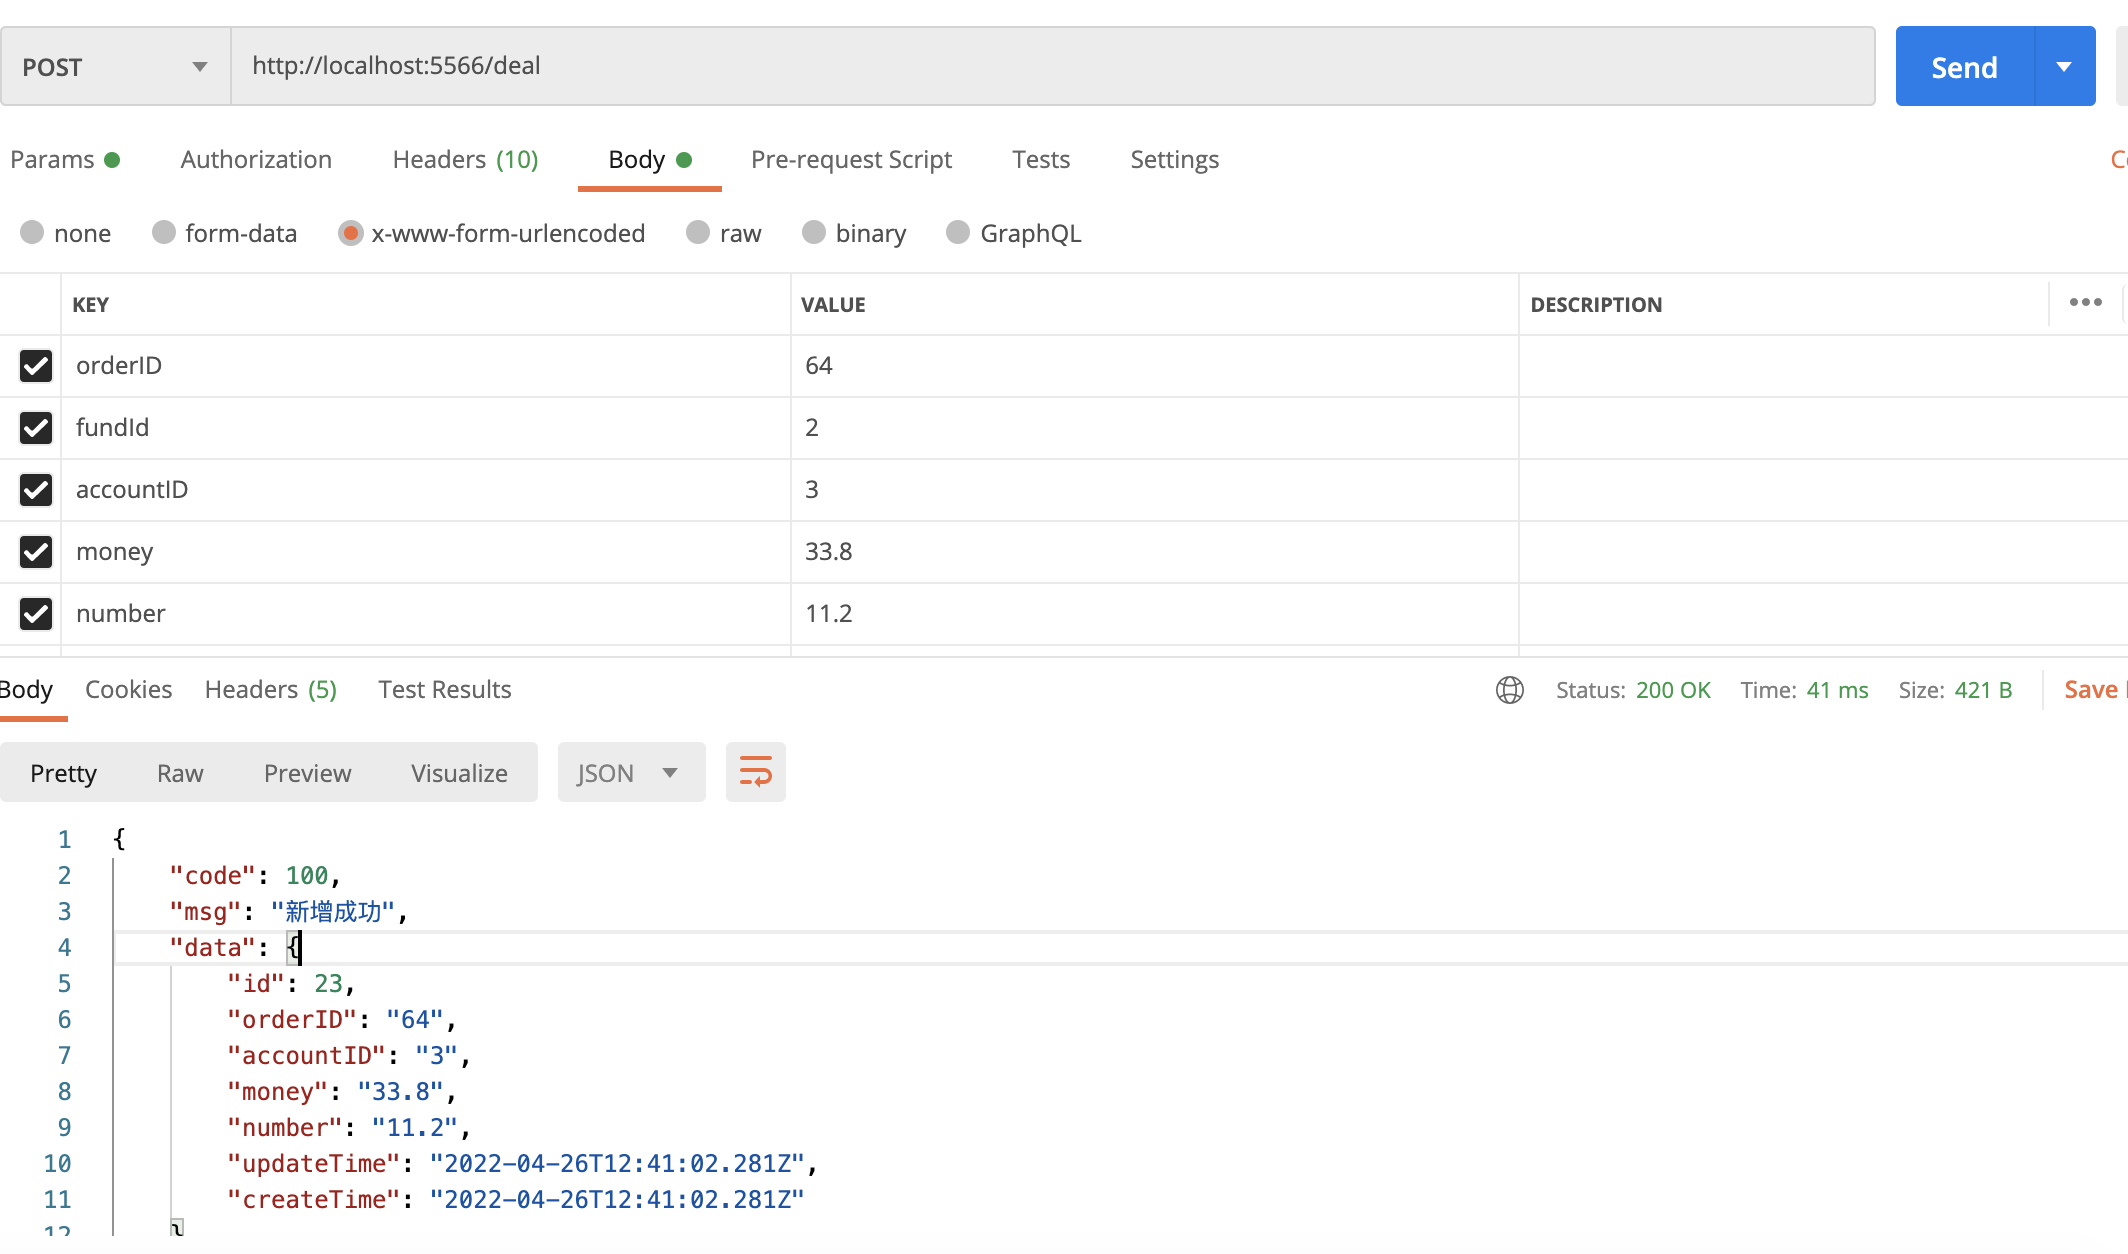 POST http://localhost:5566/deal Send
Params Authorization Headers (10) Body Pre-request Script Tests Settings
none form-data x-www-form-urlencoded raw binary GraphQL
KEY VALUE DESCRIPTION
orderID 64
fundId 2
accountID 3
money 33.8
number 11.2
Body Cookies Headers (5) Test Results Status: 200 OK Time: 41 ms Size: 421 B Save
Pretty Raw Preview Visualize JSON
1 {
2 "code": 100,
3 "msg": "新增成功",
4 "data": {
5 "id": 23,
6 "orderID": "64",
7 "accountID": "3",
8 "money": "33.8",
9 "number": "11.2",
10 "updateTime": "2022-04-26T12:41:02.281Z",
11 "createTime": "2022-04-26T12:41:02.281Z"
12 }